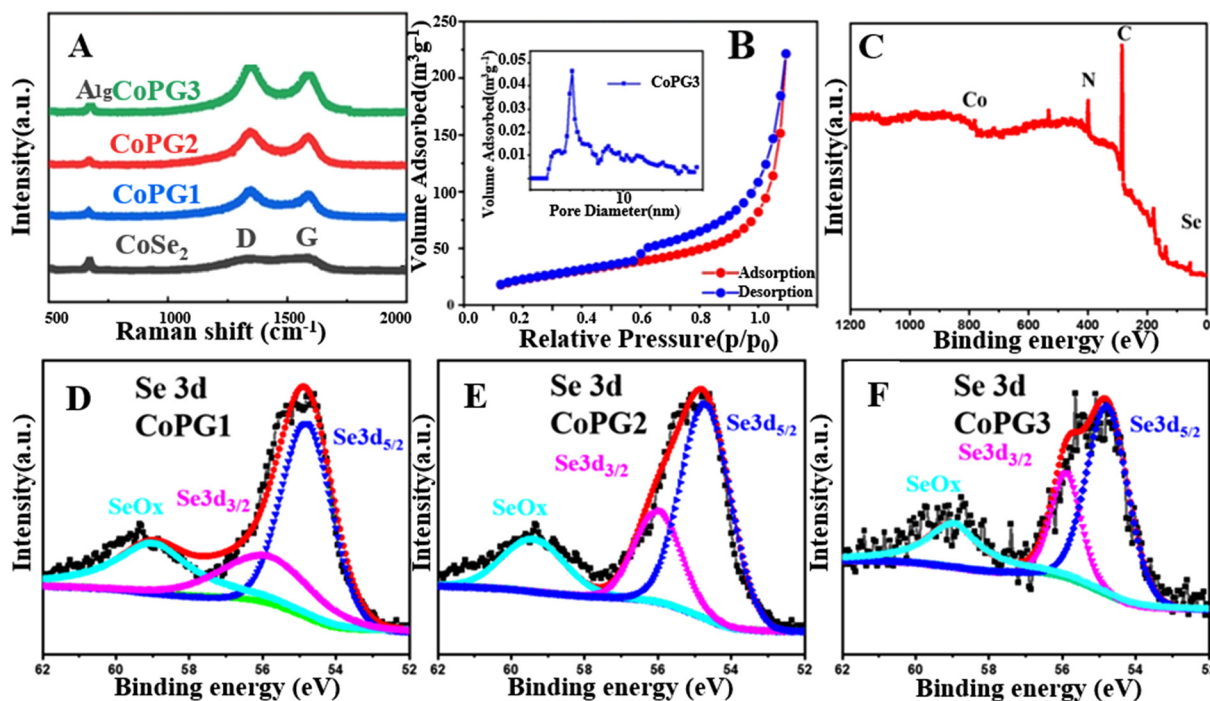 A
A1g CoPG3
CoPG2
CoPG1
CoSe2
D G
500 1000 1500 2000
Raman shift (cm-1)
Intensity(a.u.)
B
250
200
150
100
50
0
Volume Adsorbed(m3g-1)
0.05
0.04
0.03
0.02
0.01
Volume Adsorbed(m3g-1)
CoPG3
10
Pore Diameter(nm)
Adsorption
Desorption
0.0 0.2 0.4 0.6 0.8 1.0
Relative Pressure(p/p0)
C
C
N
Co
Se
Intensity(a.u.)
1200 1000 800 600 400 200 0
Binding energy (eV)
D
Se 3d
CoPG1
Se3d5/2
Se3d3/2
SeOx
Intensity(a.u.)
62 60 58 56 54 52
Binding energy (eV)
E
Se 3d
CoPG2
Se3d5/2
Se3d3/2
SeOx
Intensity(a.u.)
62 60 58 56 54 52
Binding energy (eV)
F
Se 3d
CoPG3
Se3d5/2
Se3d3/2
SeOx
Intensity(a.u.)
62 60 58 56 54 52
Binding energy (eV)